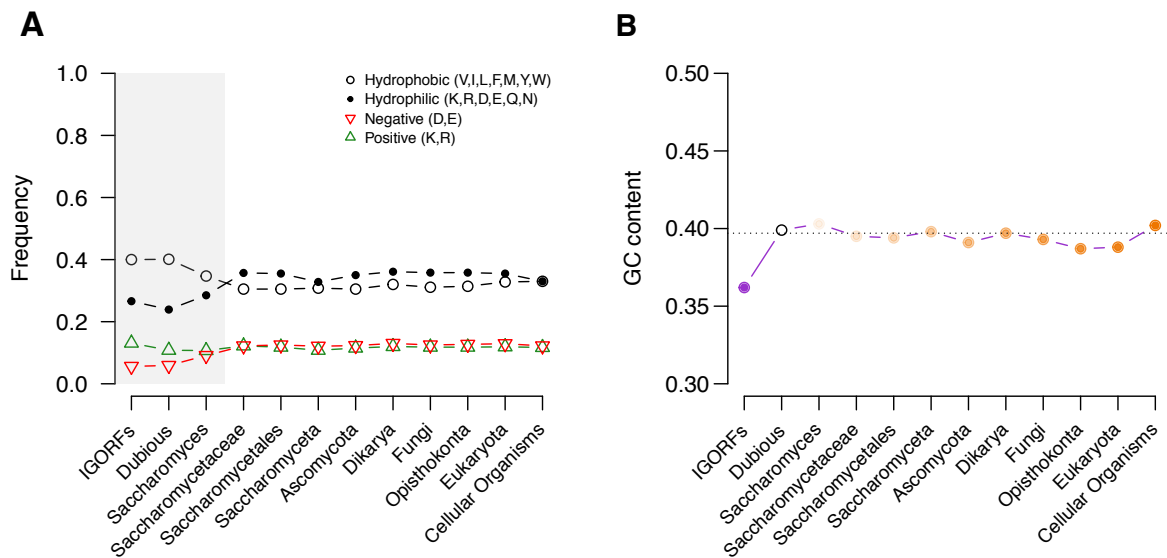 A
Frequency
1.0
0.8
0.6
0.4
0.2
0.0
Hydrophobic (V,I,L,F,M,Y,W)
Hydrophilic (K,R,D,E,Q,N)
Negative (D,E)
Positive (K,R)
IGORFs
Dubious
Saccharomyces
Saccharomycetaceae
Saccharomycetales
Saccharomyceta
Ascomycota
Dikarya
Fungi
Opisthokonta
Eukaryota
Cellular Organisms
B
GC content
0.50
0.45
0.40
0.35
0.30
IGORFs
Dubious
Saccharomyces
Saccharomycetaceae
Saccharomycetales
Saccharomyceta
Ascomycota
Dikarya
Fungi
Opisthokonta
Eukaryota
Cellular Organisms